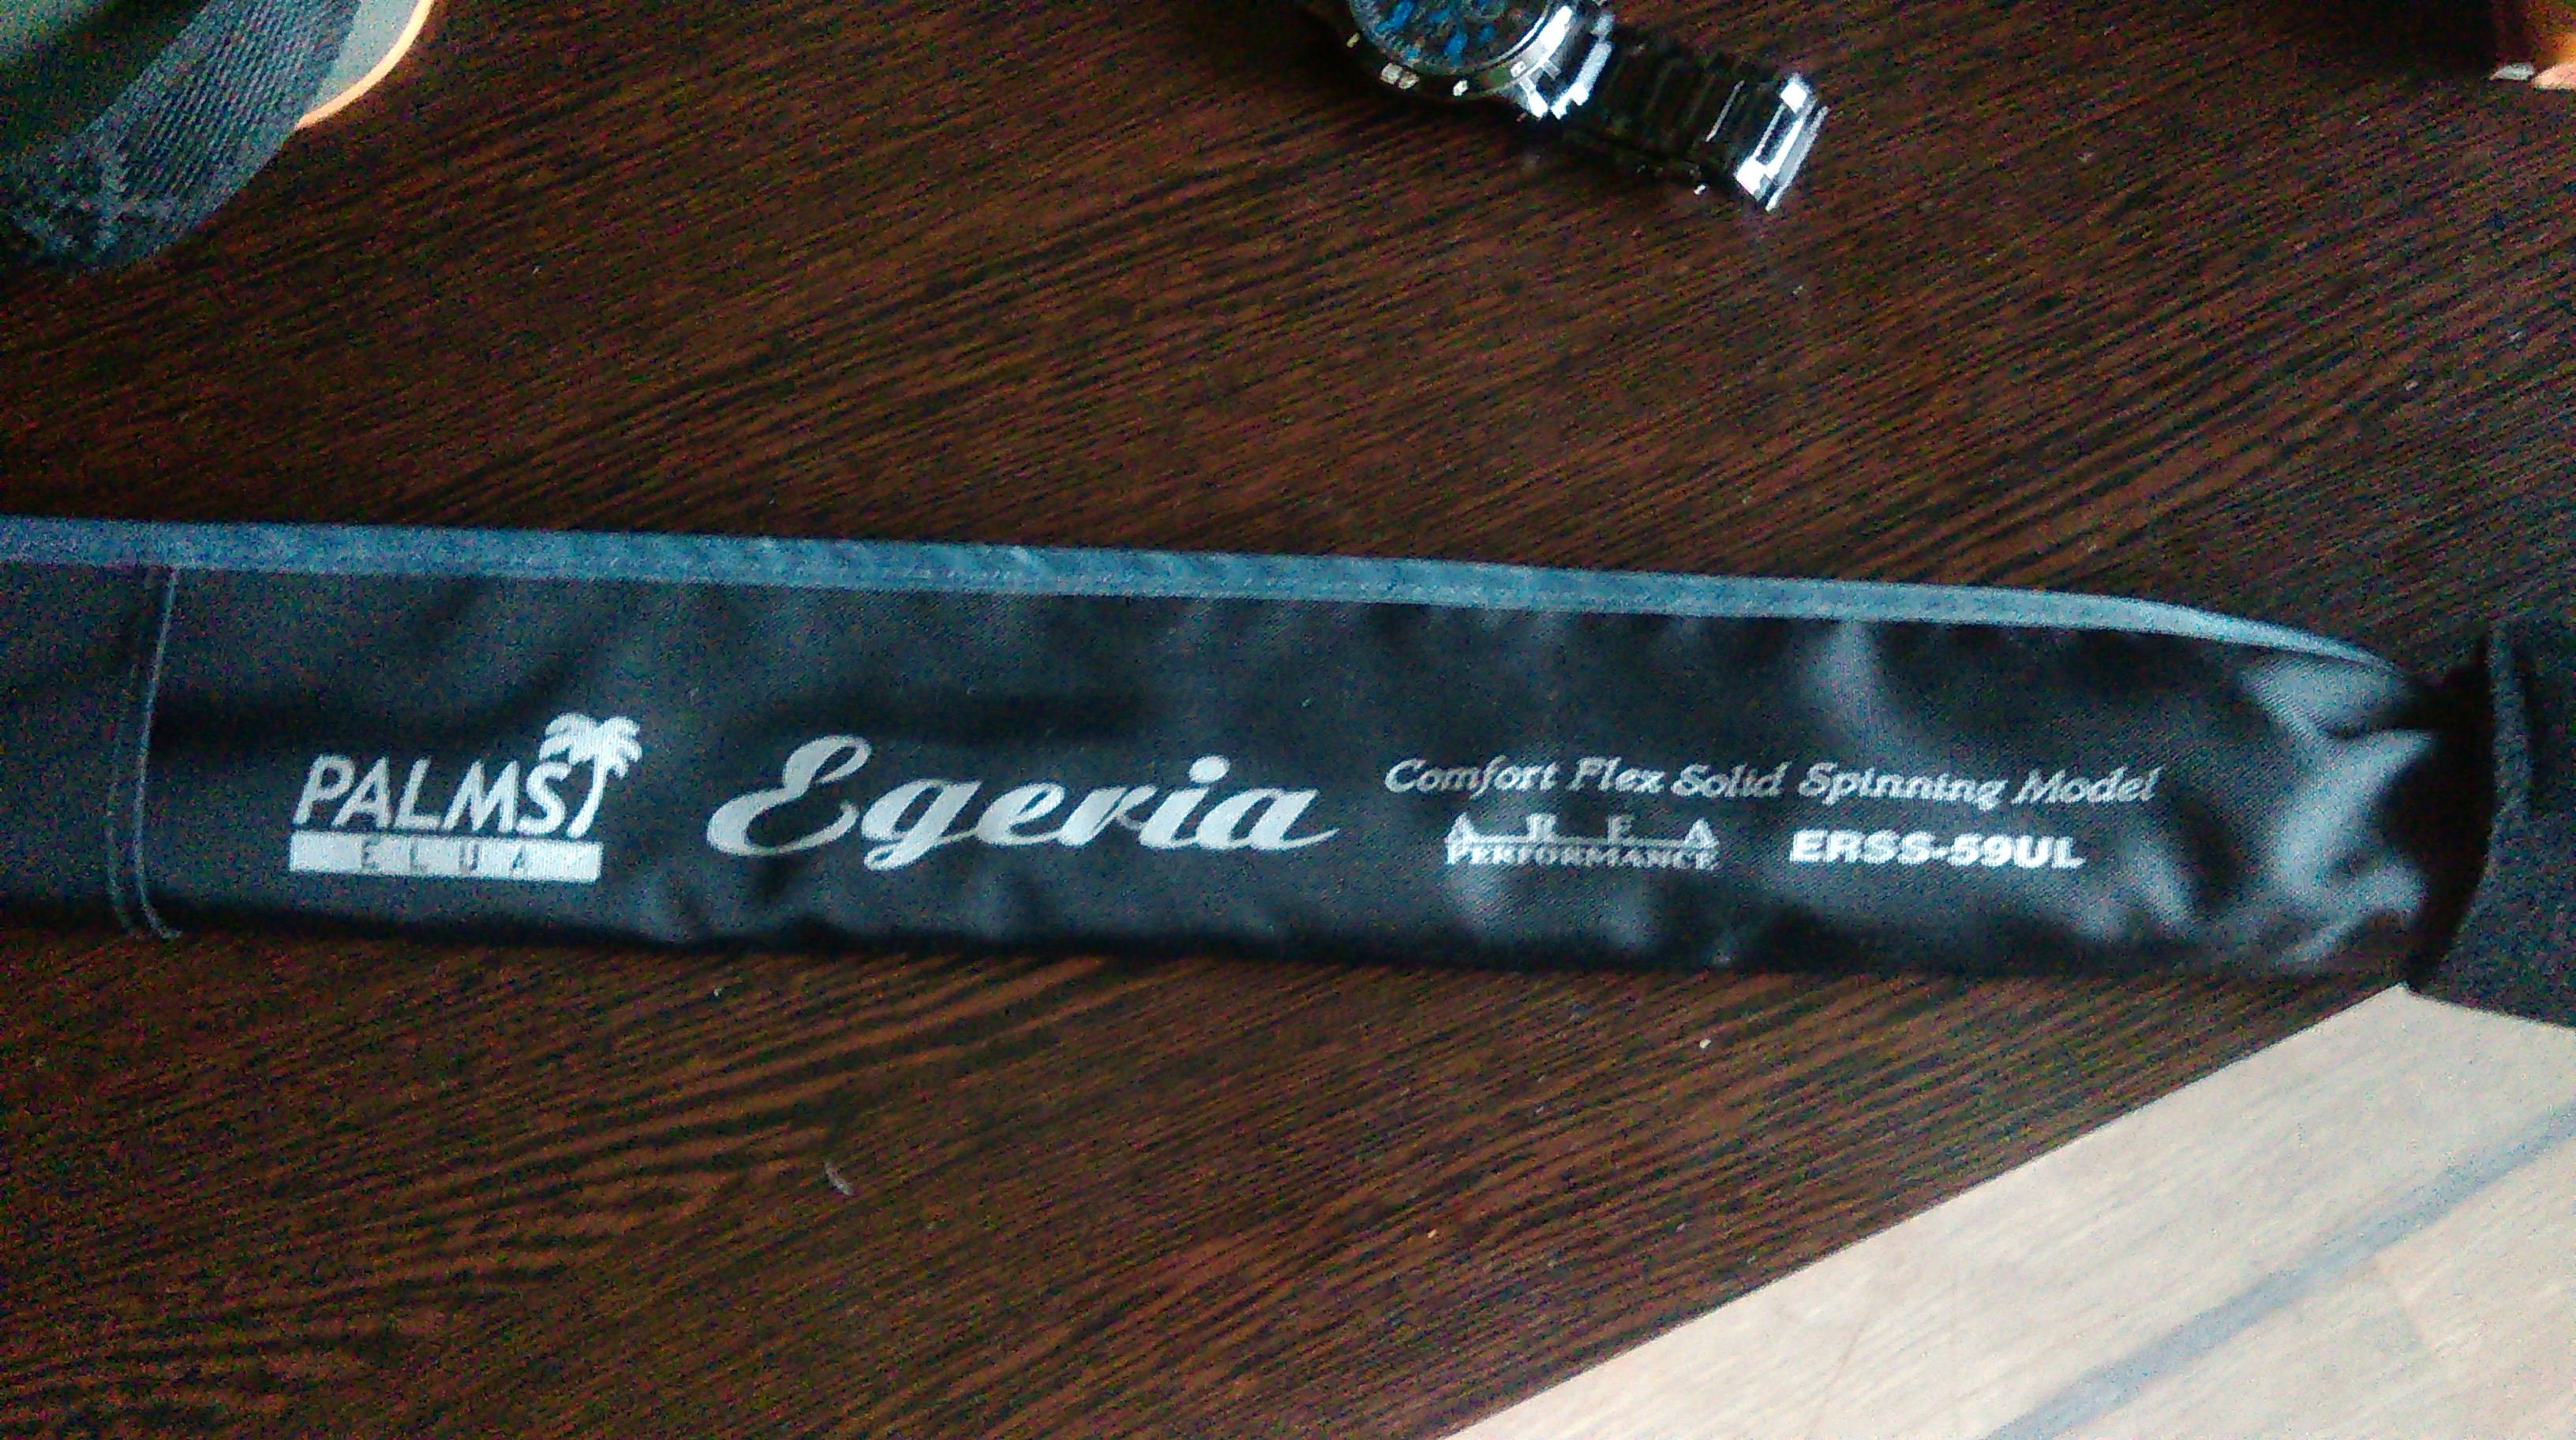 PALMS
ELUA
Egeria
Comfort Flex Solid Spinning Model
AREA
PERFORMANCE
ERSS-59UL